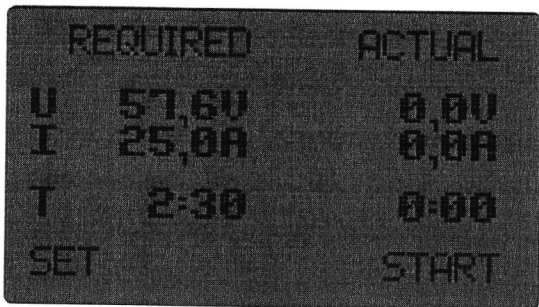 REQUIRED ACTUAL
U 57,6V 0,0V
I 25,0A 0,0A
T 2:30 0:00
SET START